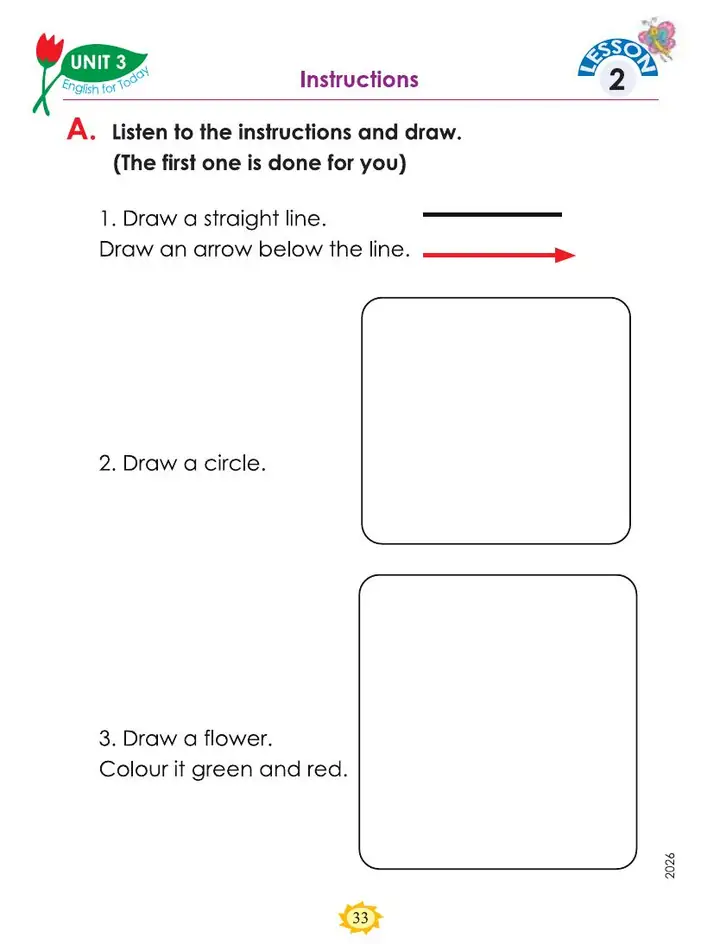 UNIT 3
English for Today
Instructions
LESSON
2
A. Listen to the instructions and draw.
(The first one is done for you)
1. Draw a straight line.
Draw an arrow below the line.
2. Draw a circle.
3. Draw a flower.
Colour it green and red.
2026
33